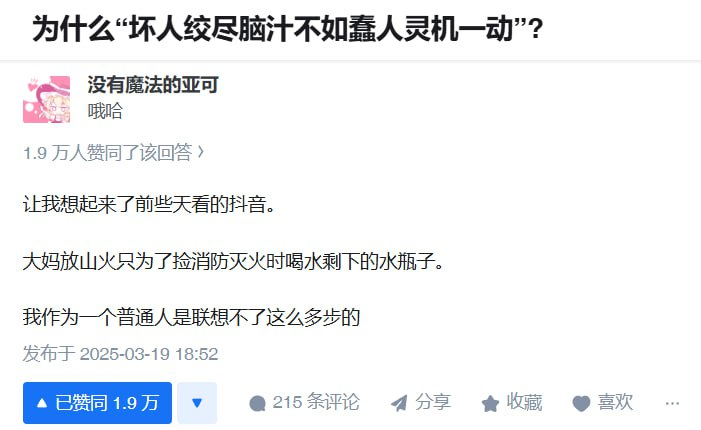 为什么“坏人绞尽脑汁不如蠢人灵机一动”？
没有魔法的亚可
哦哈
1.9 万人赞同了该回答 ›
让我想起来了前些天看的抖音。
大妈放山火只为了捡消防灭火时喝水剩下的水瓶子。
我作为一个普通人是联想不了这么多步的
发布于 2025-03-19 18:52
已赞同 1.9 万 215 条评论 分享 收藏 喜欢 ···